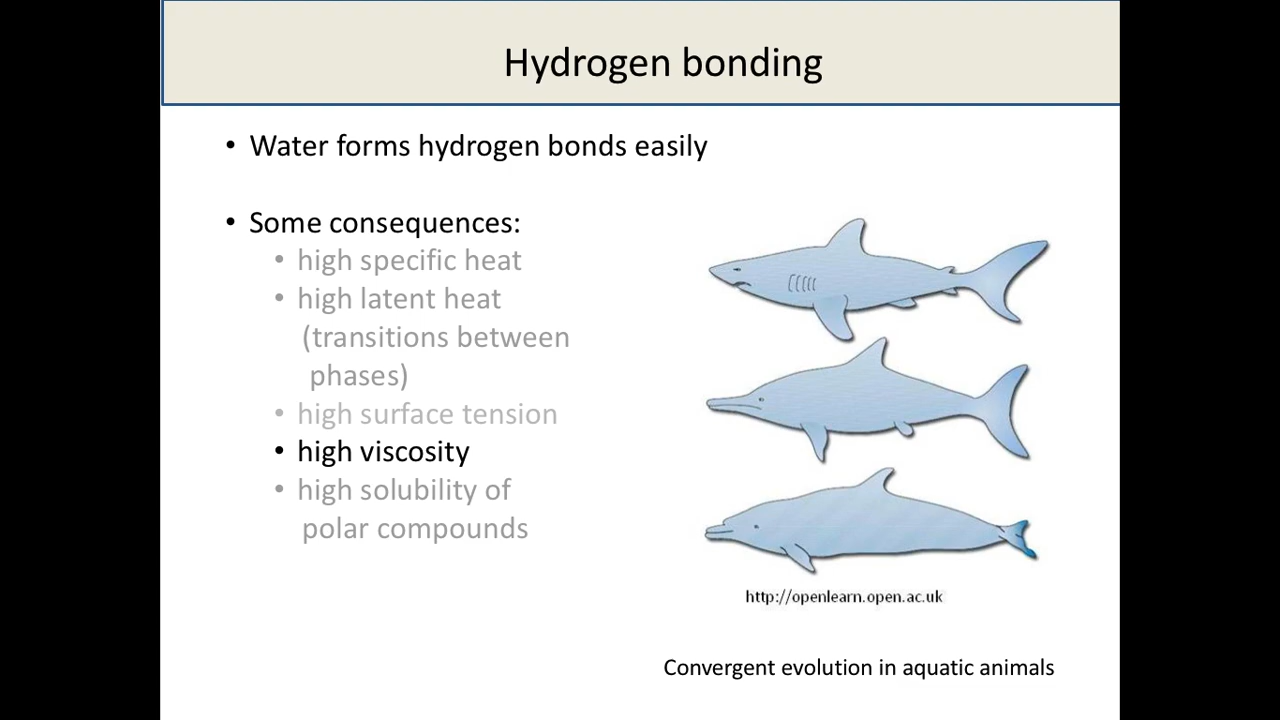 Hydrogen bonding
• Water forms hydrogen bonds easily
• Some consequences:
• high specific heat
• high latent heat
(transitions between
phases)
• high surface tension
• high viscosity
• high solubility of
polar compounds
http://openlearn.open.ac.uk
Convergent evolution in aquatic animals